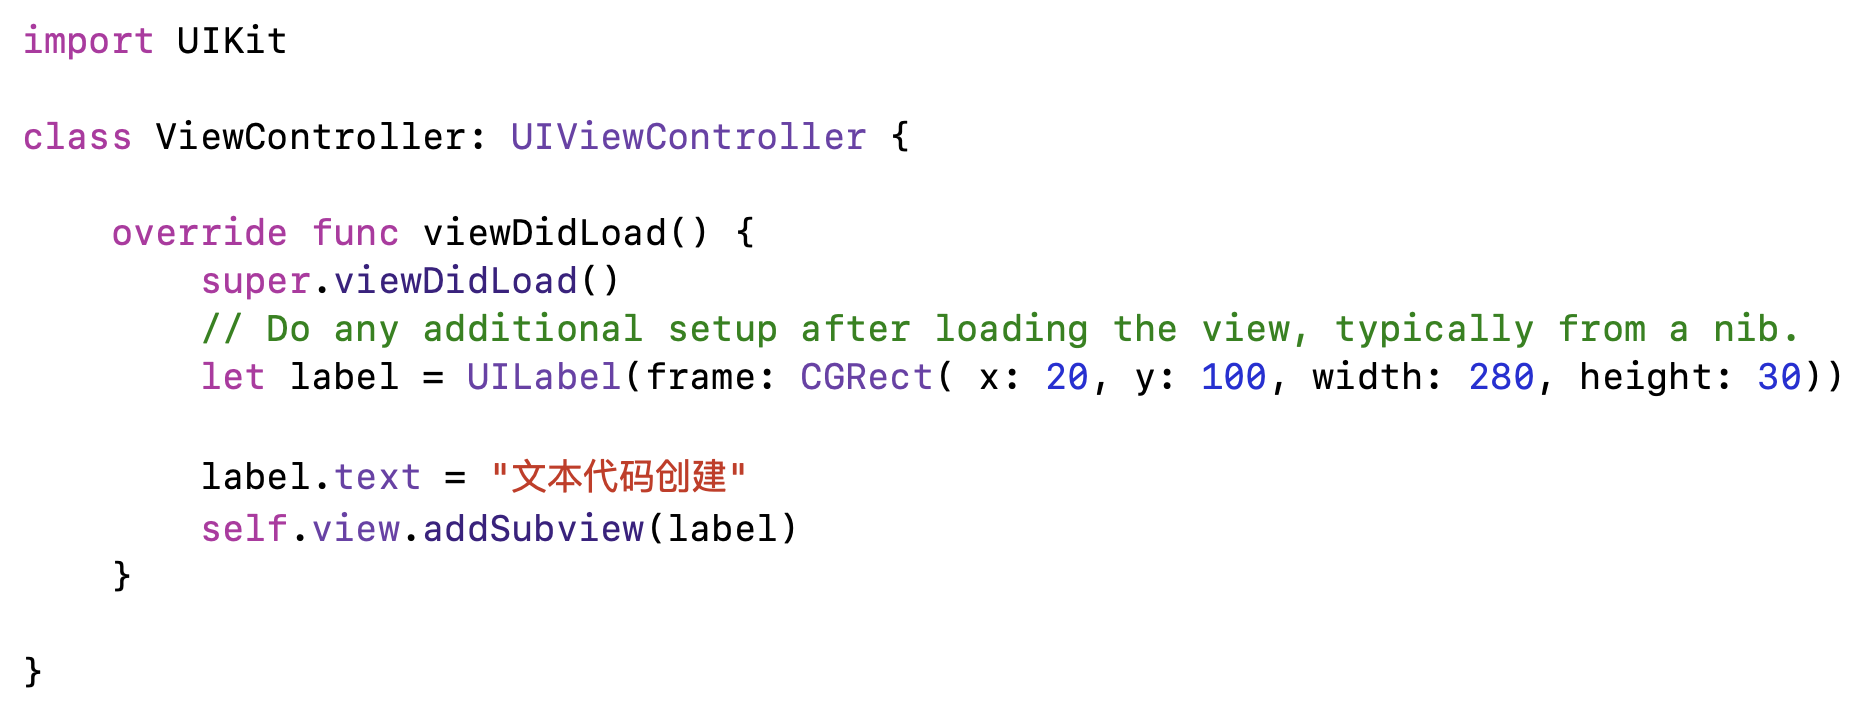 import UIKit
class ViewController: UIViewController {
override func viewDidLoad() {
super.viewDidLoad()
// Do any additional setup after loading the view, typically from a nib.
let label = UILabel(frame: CGRect( x: 20, y: 100, width: 280, height: 30))
label.text = "文本代码创建"
self.view.addSubview(label)
}
}